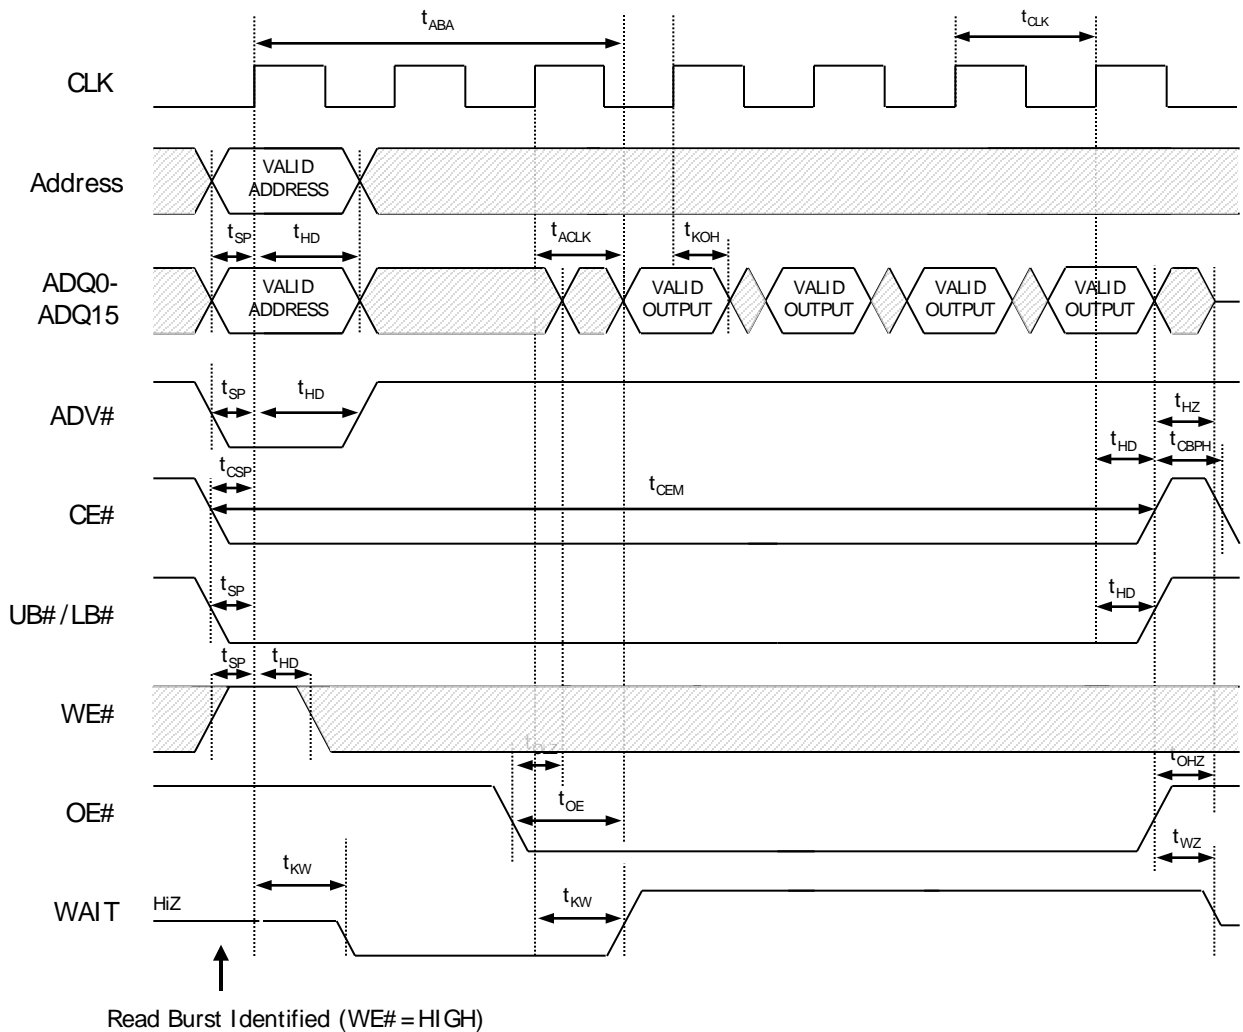 tABA
tCLK
CLK
Address
VALID
ADDRESS
tSP
tHD
tACLK
tKOH
ADQ0-
ADQ15
VALID
ADDRESS
VALID
OUTPUT
VALID
OUTPUT
VALID
OUTPUT
VALID
OUTPUT
ADV#
tSP
tHD
tHZ
tHD
tCBPH
CE#
tCSP
tCEM
UB# / LB#
tSP
tHD
tSP
tHD
WE#
tOHZ
OE#
tOE
tWZ
tKW
WAIT
HiZ
tKW
Read Burst Identified (WE# = HIGH)